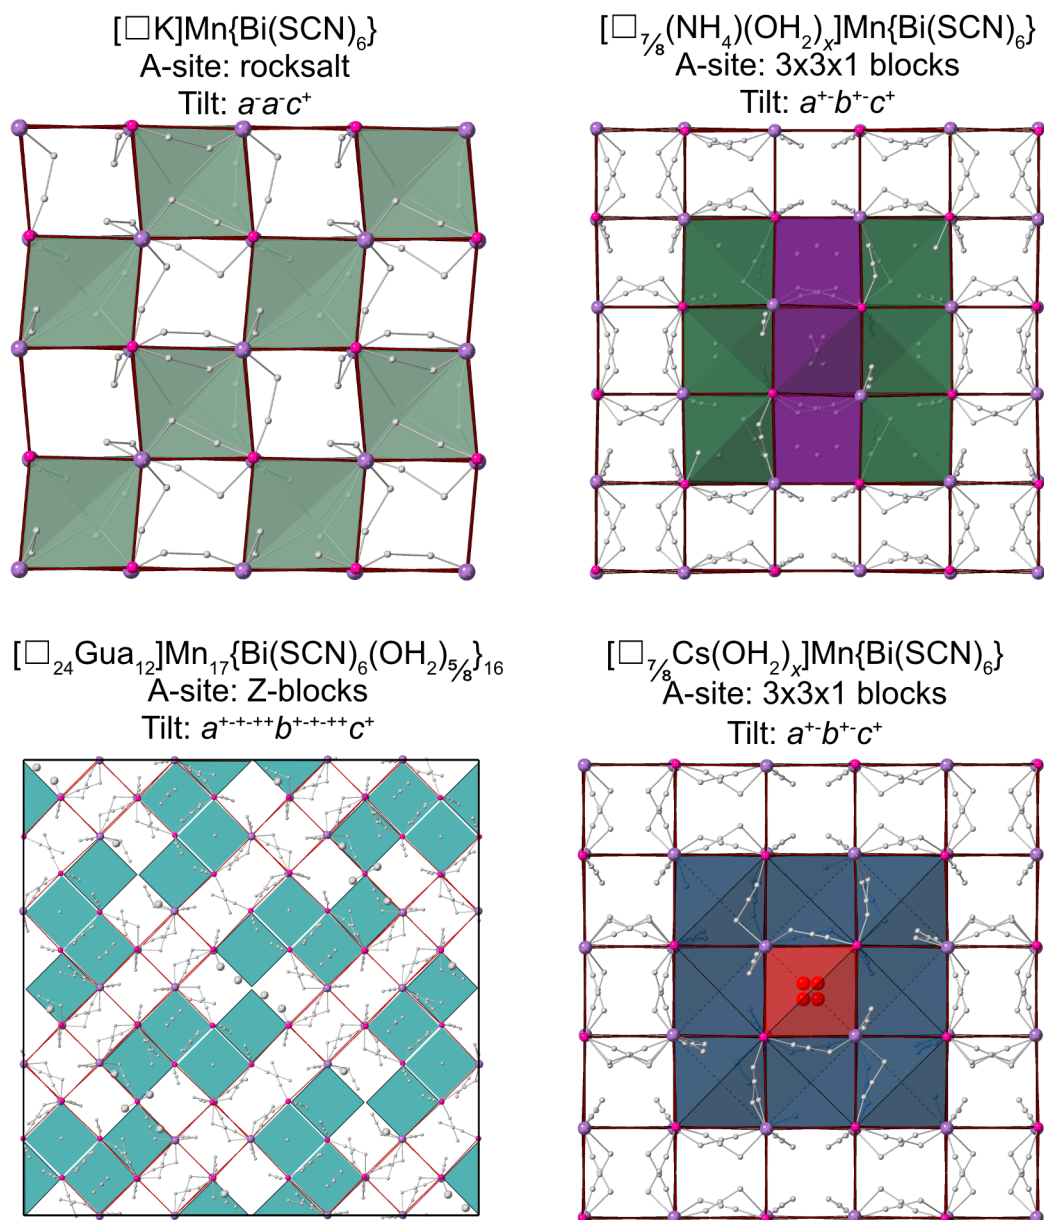 [□K]Mn{Bi(SCN)₆}
A-site: rocksalt
Tilt: a⁻a⁻c⁺
[□⅞(NH₄)(OH₂)ₓ]Mn{Bi(SCN)₆}
A-site: 3x3x1 blocks
Tilt: a⁺⁻b⁺⁻c⁺
[□₂₄Gua₁₂]Mn₁₇{Bi(SCN)₆(OH₂)⅝}₁₆
A-site: Z-blocks
Tilt: a⁺⁻⁺⁻⁺⁺b⁺⁻⁺⁻⁺⁺c⁺
[□⅞Cs(OH₂)ₓ]Mn{Bi(SCN)₆}
A-site: 3x3x1 blocks
Tilt: a⁺⁻b⁺⁻c⁺